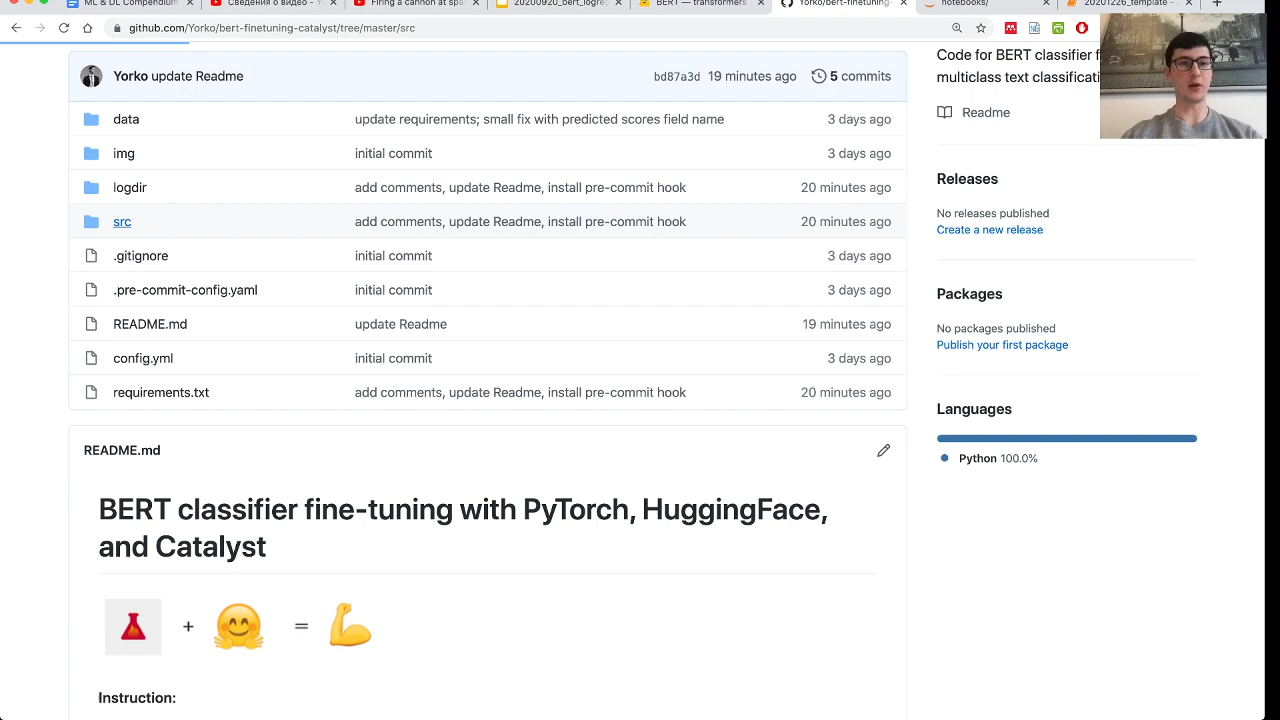 ML & DL Compendium
Сведения о видео - Y
Firing a cannon at spa
20200920_bert_logreg
BERT — transformers
Yorko/bert-finetuning-
notebooks/
20201226_template -
github.com/Yorko/bert-finetuning-catalyst/tree/master/src
Yorko update Readme
bd87a3d 19 minutes ago 5 commits
data update requirements; small fix with predicted scores field name 3 days ago
img initial commit 3 days ago
logdir add comments, update Readme, install pre-commit hook 20 minutes ago
src add comments, update Readme, install pre-commit hook 20 minutes ago
.gitignore initial commit 3 days ago
.pre-commit-config.yaml initial commit 3 days ago
README.md update Readme 19 minutes ago
config.yml initial commit 3 days ago
requirements.txt add comments, update Readme, install pre-commit hook 20 minutes ago
README.md
BERT classifier fine-tuning with PyTorch, HuggingFace,
and Catalyst
+ =
Instruction:
Code for BERT classifier f
multiclass text classificati
Readme
Releases
No releases published
Create a new release
Packages
No packages published
Publish your first package
Languages
Python 100.0%